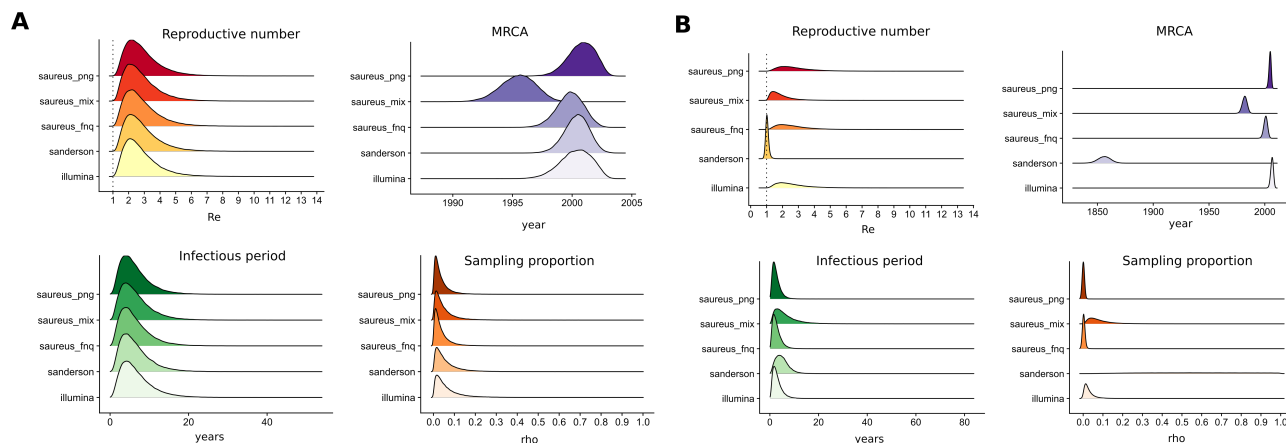 A
B
Reproductive number
MRCA
saureus_png
saureus_mix
saureus_fnq
sanderson
illumina
1 2 3 4 5 6 7 8 9 10 11 12 13 14
Re
saureus_png
saureus_mix
saureus_fnq
sanderson
illumina
1990 1995 2000 2005
year
Reproductive number
MRCA
saureus_png
saureus_mix
saureus_fnq
sanderson
illumina
0 1 2 3 4 5 6 7 8 9 10 11 12 13 14
Re
saureus_png
saureus_mix
saureus_fnq
sanderson
illumina
1850 1900 1950 2000
year
Infectious period
Sampling proportion
saureus_png
saureus_mix
saureus_fnq
sanderson
illumina
0 20 40
years
saureus_png
saureus_mix
saureus_fnq
sanderson
illumina
0.0 0.1 0.2 0.3 0.4 0.5 0.6 0.7 0.8 0.9 1.0
rho
Infectious period
Sampling proportion
saureus_png
saureus_mix
saureus_fnq
sanderson
illumina
0 20 40 60 80
years
saureus_png
saureus_mix
saureus_fnq
sanderson
illumina
0.0 0.1 0.2 0.3 0.4 0.5 0.6 0.7 0.8 0.9 1.0
rho